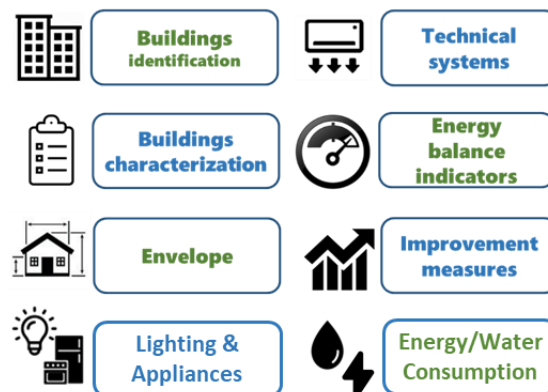 Buildings
identification
Technical
systems
Buildings
characterization
Energy
balance
indicators
Envelope
Improvement
measures
Lighting &
Appliances
Energy/Water
Consumption